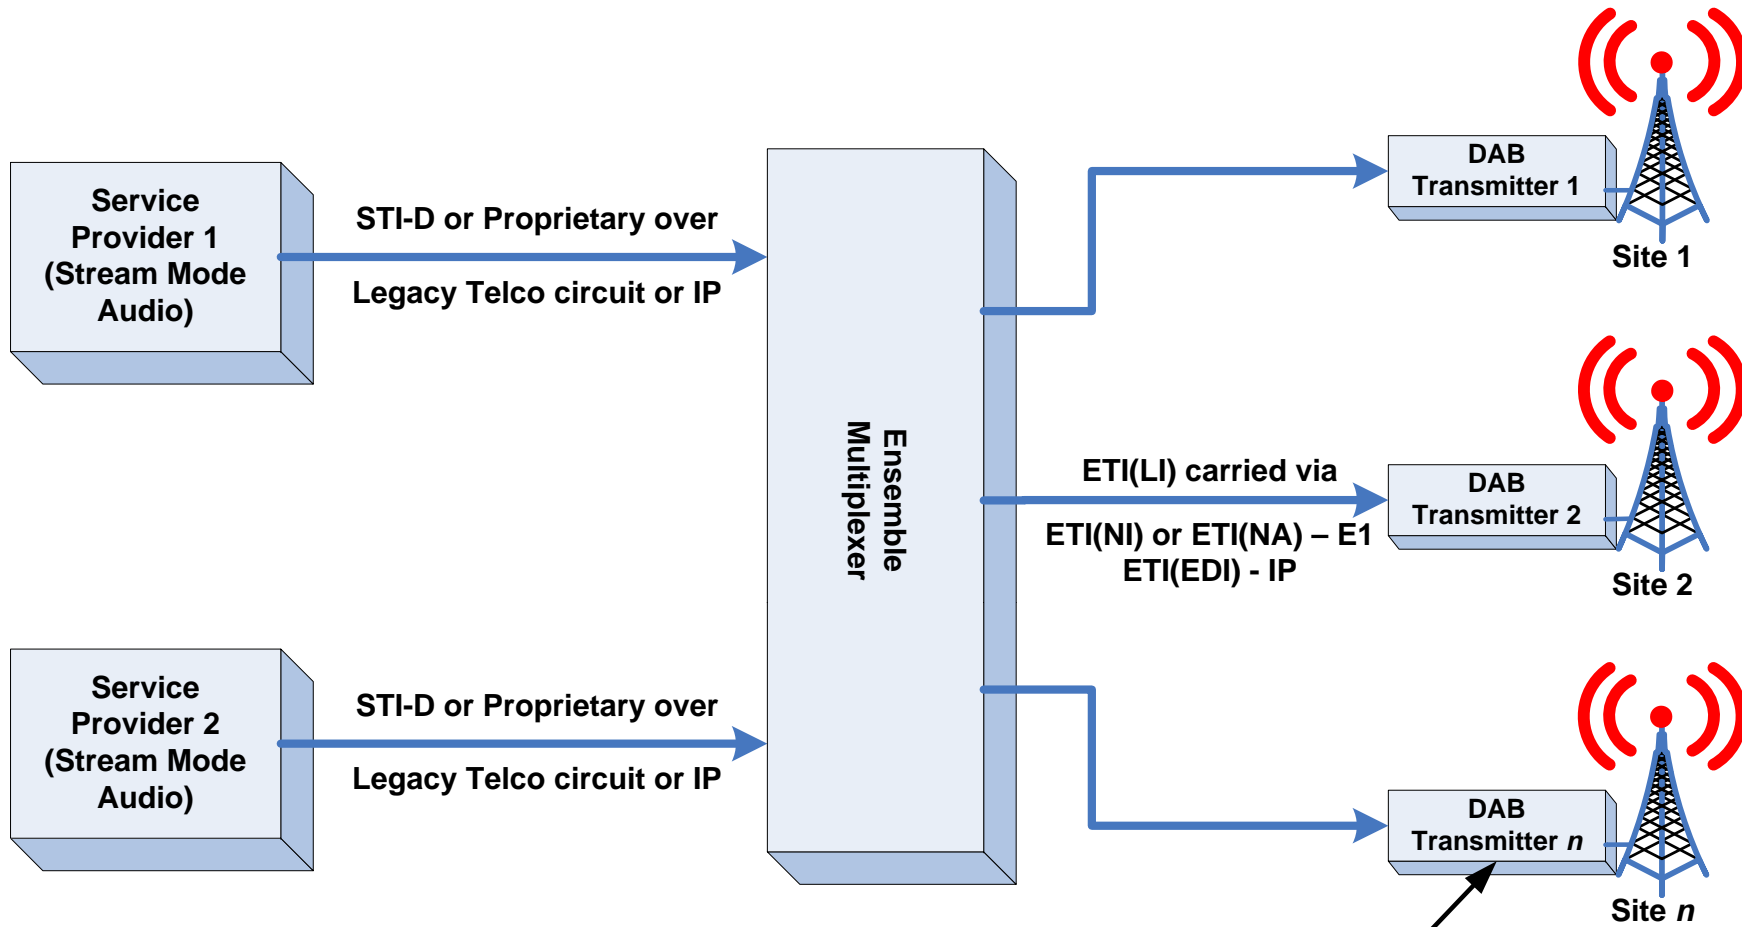 Service
Provider 1
(Stream Mode
Audio)
STI-D or Proprietary over
Legacy Telco circuit or IP
Service
Provider 2
(Stream Mode
Audio)
STI-D or Proprietary over
Legacy Telco circuit or IP
Ensemble
Multiplexer
ETI(LI) carried via
ETI(NI) or ETI(NA) – E1
ETI(EDI) - IP
DAB
Transmitter 1
Site 1
DAB
Transmitter 2
Site 2
DAB
Transmitter n
Site n